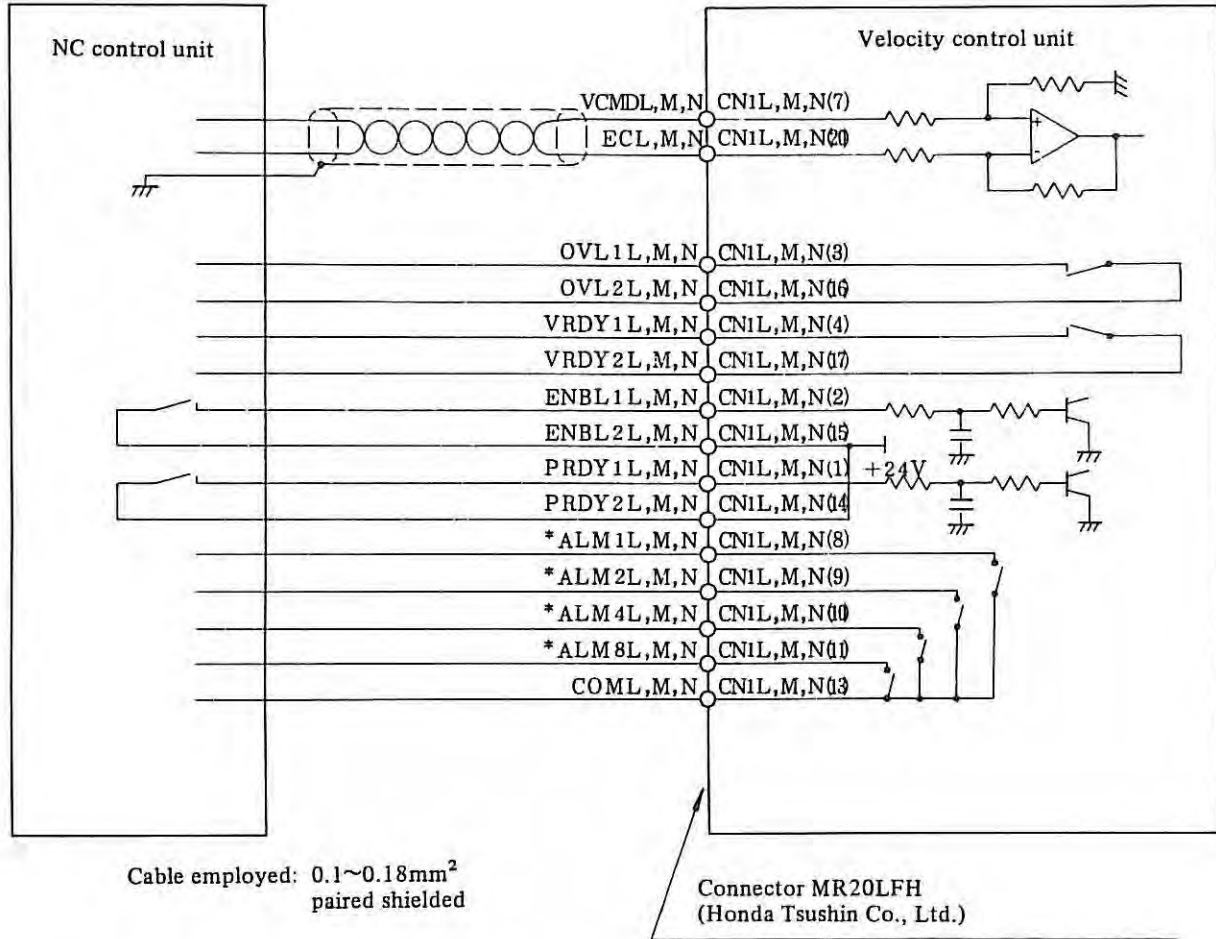 NC control unit
Velocity control unit
VCMDL,M,N CN1L,M,N(7)
ECL,M,N CN1L,M,N(20)
+
-
OVL1L,M,N CN1L,M,N(3)
OVL2L,M,N CN1L,M,N(16)
VRDY1L,M,N CN1L,M,N(4)
VRDY2L,M,N CN1L,M,N(17)
ENBL1L,M,N CN1L,M,N(2)
ENBL2L,M,N CN1L,M,N(15)
PRDY1L,M,N CN1L,M,N(1) +24V
PRDY2L,M,N CN1L,M,N(14)
*ALM1L,M,N CN1L,M,N(8)
*ALM2L,M,N CN1L,M,N(9)
*ALM4L,M,N CN1L,M,N(10)
*ALM8L,M,N CN1L,M,N(11)
COML,M,N CN1L,M,N(13)
Cable employed: 0.1~0.18mm²
paired shielded
Connector MR20LFH
(Honda Tsushin Co., Ltd.)